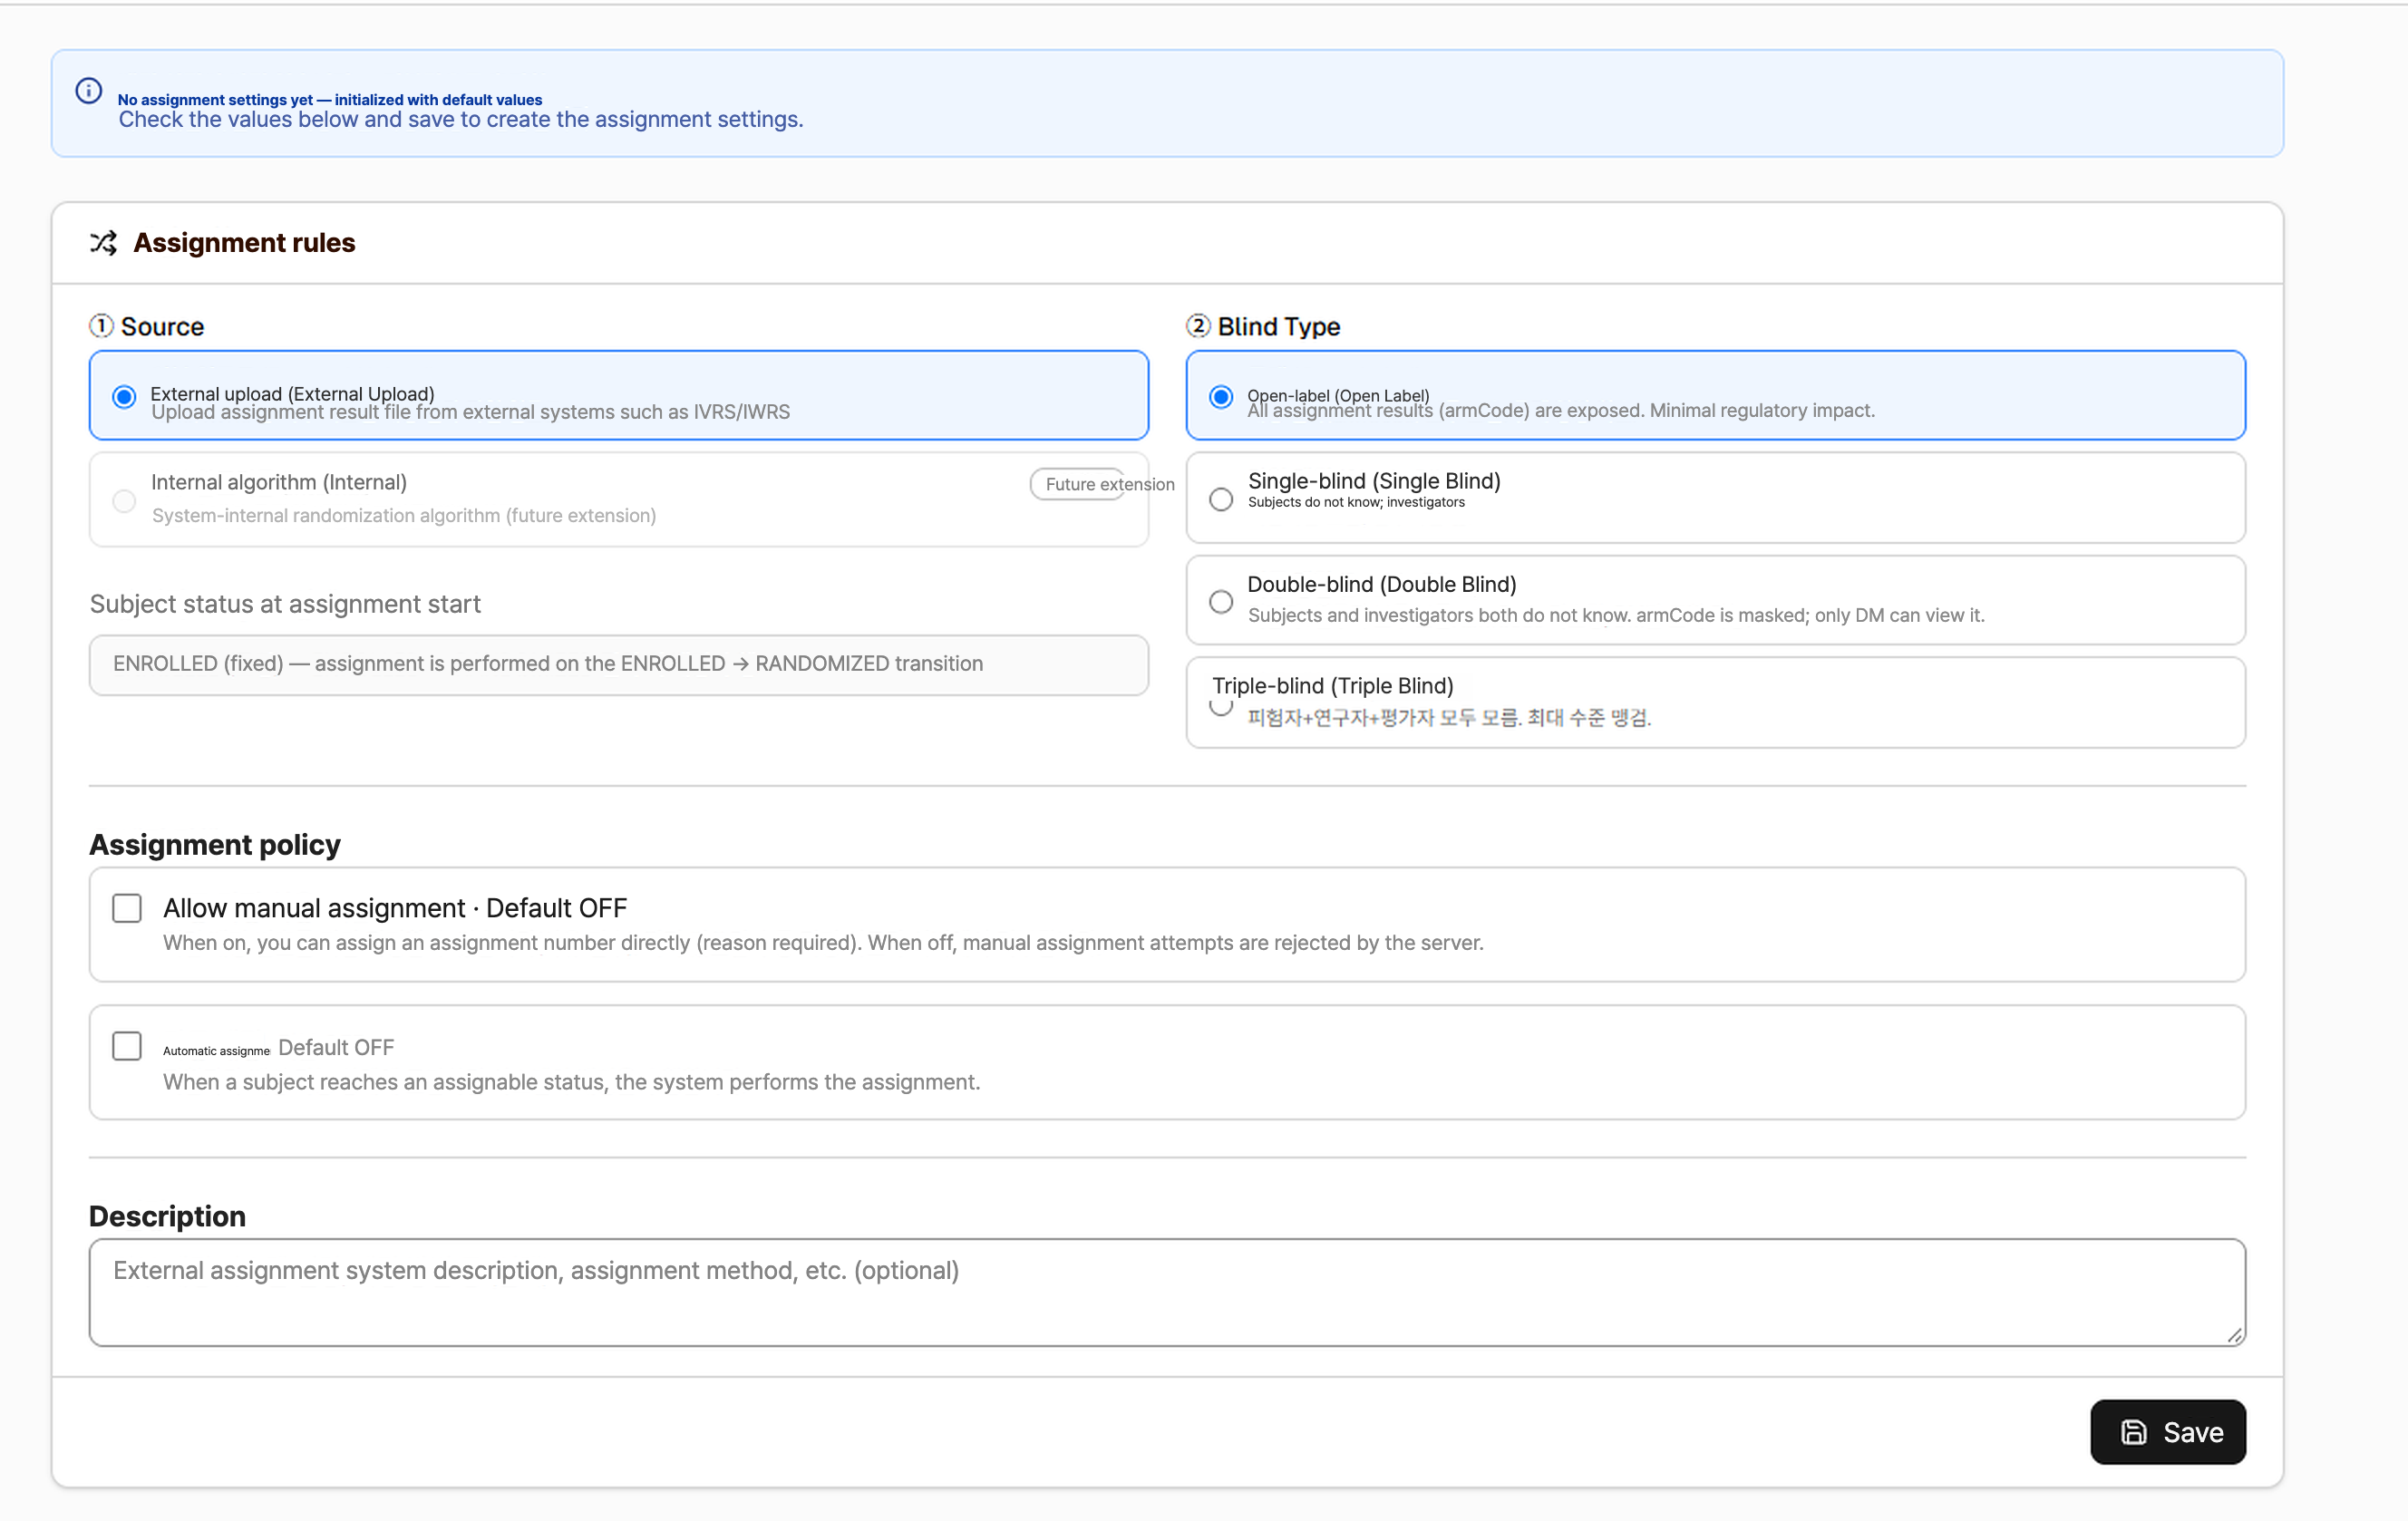 No assignment settings yet — initialized with default values
Check the values below and save to create the assignment settings.
Assignment rules
① Source
External upload (External Upload)
Upload assignment result file from external systems such as IVRS/IWRS
Internal algorithm (Internal)
Future extension
System-internal randomization algorithm (future extension)
Subject status at assignment start
ENROLLED (fixed) — assignment is performed on the ENROLLED → RANDOMIZED transition
② Blind Type
Open-label (Open Label)
All assignment results (armCode) are exposed. Minimal regulatory impact.
Single-blind (Single Blind)
Subjects do not know; investigators
Double-blind (Double Blind)
Subjects and investigators both do not know. armCode is masked; only DM can view it.
Triple-blind (Triple Blind)
피험자+연구자+평가자 모두 모름. 최대 수준 맹검.
Assignment policy
Allow manual assignment · Default OFF
When on, you can assign an assignment number directly (reason required). When off, manual assignment attempts are rejected by the server.
Automatic assignme Default OFF
When a subject reaches an assignable status, the system performs the assignment.
Description
External assignment system description, assignment method, etc. (optional)
Save